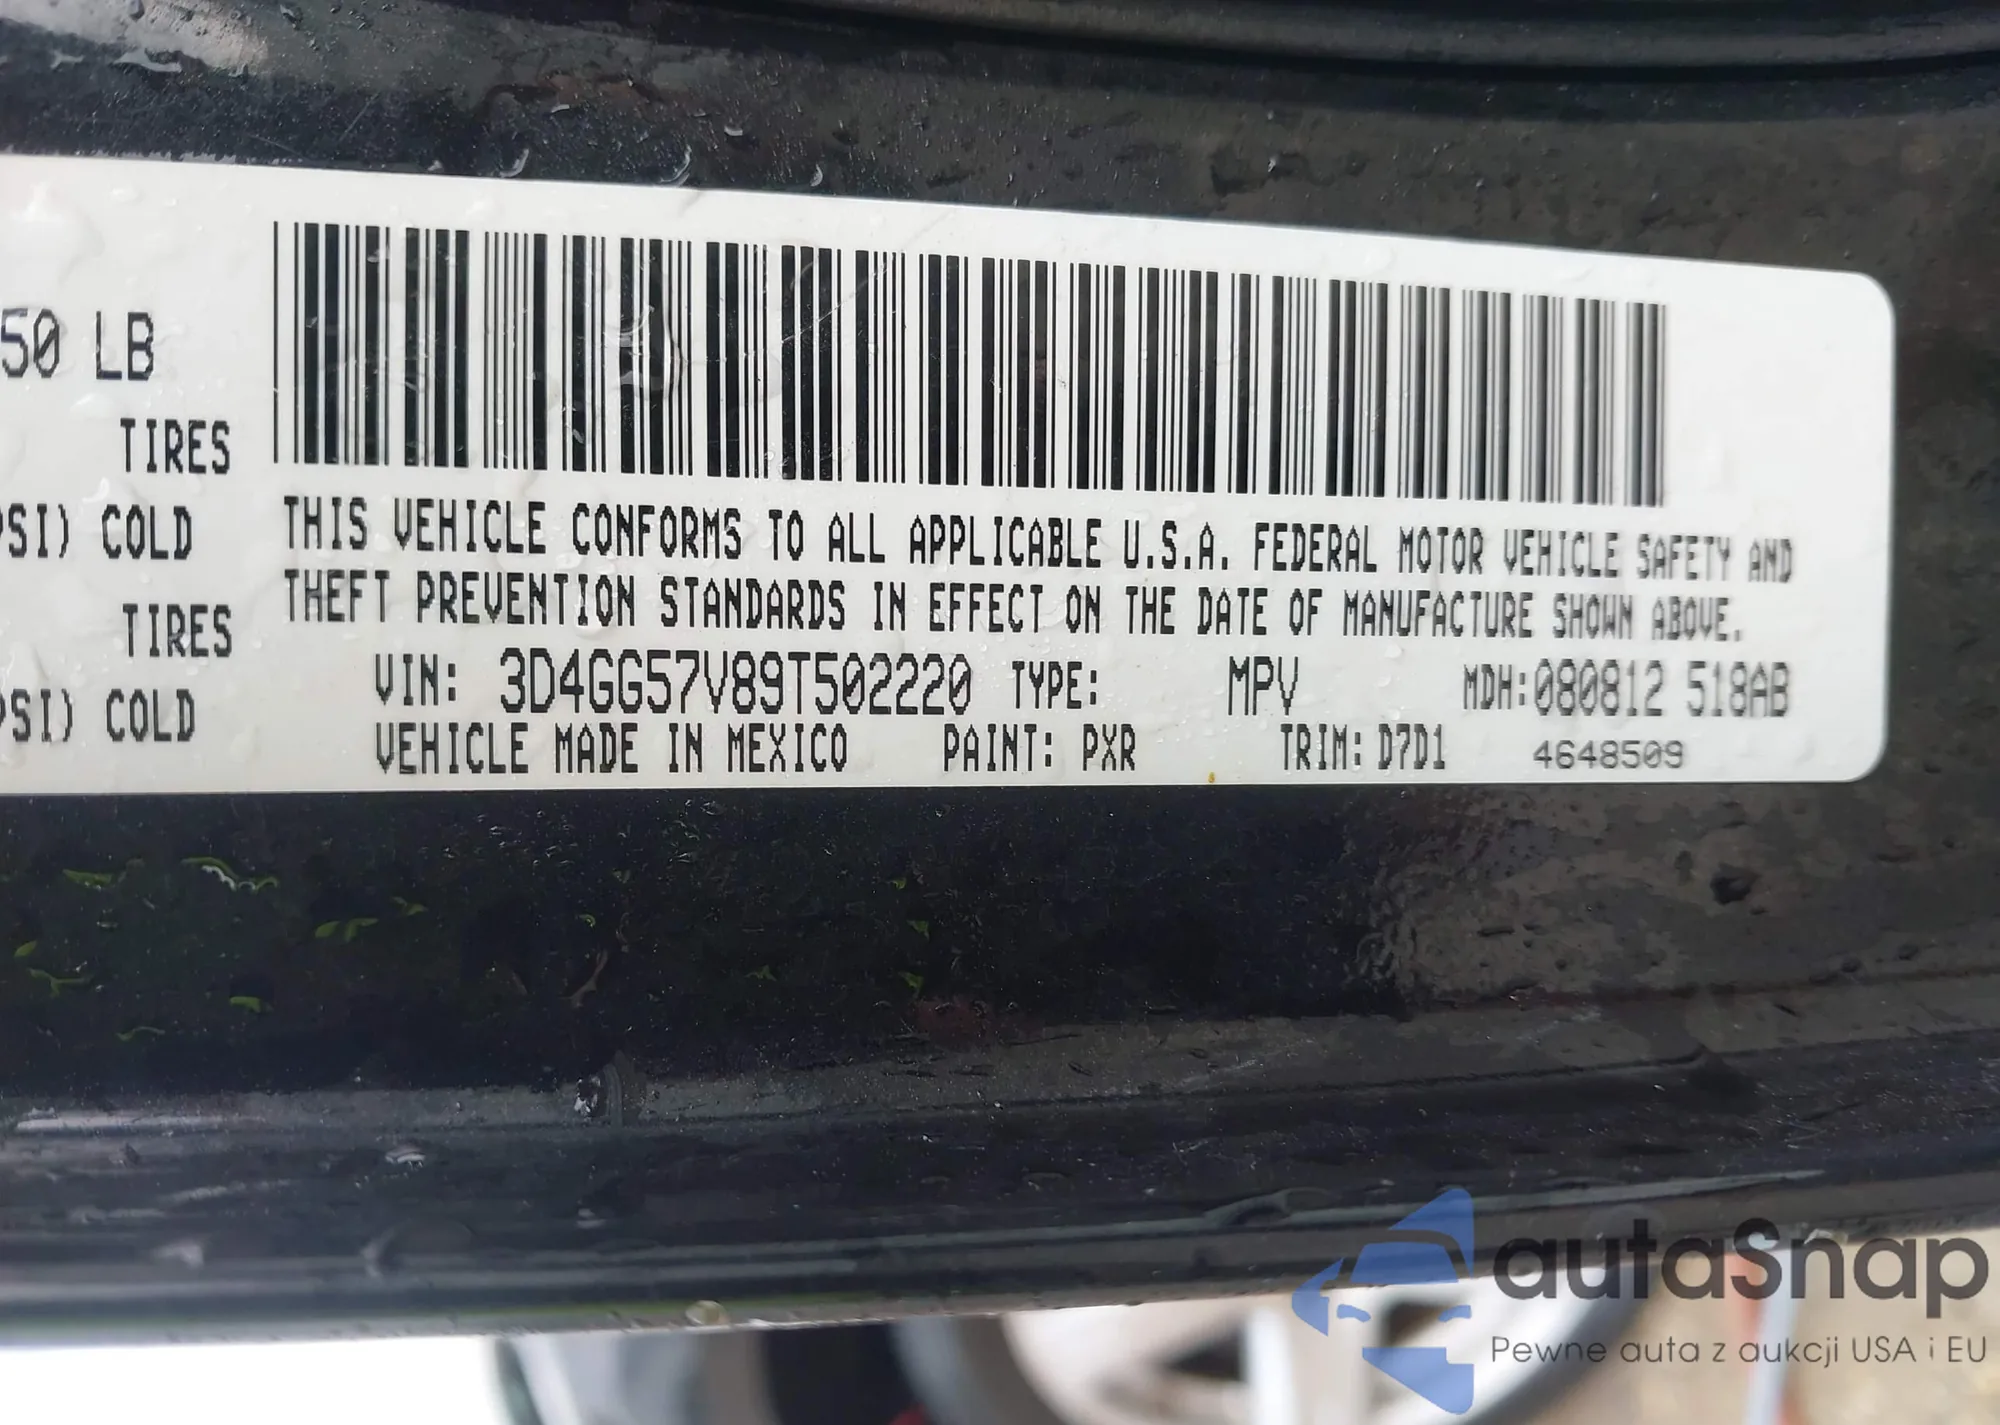 50 LB
TIRES
PSI) COLD
TIRES
PSI) COLD
THIS VEHICLE CONFORMS TO ALL APPLICABLE U.S.A. FEDERAL MOTOR VEHICLE SAFETY AND
THEFT PREVENTION STANDARDS IN EFFECT ON THE DATE OF MANUFACTURE SHOWN ABOVE.
VIN: 3D4GG57V89T502220 TYPE: MPV MDH:080812 518AB
VEHICLE MADE IN MEXICO PAINT: PXR TRIM: D7D1 4648509
autaSnap
Pewne auta z aukcji USA i EU